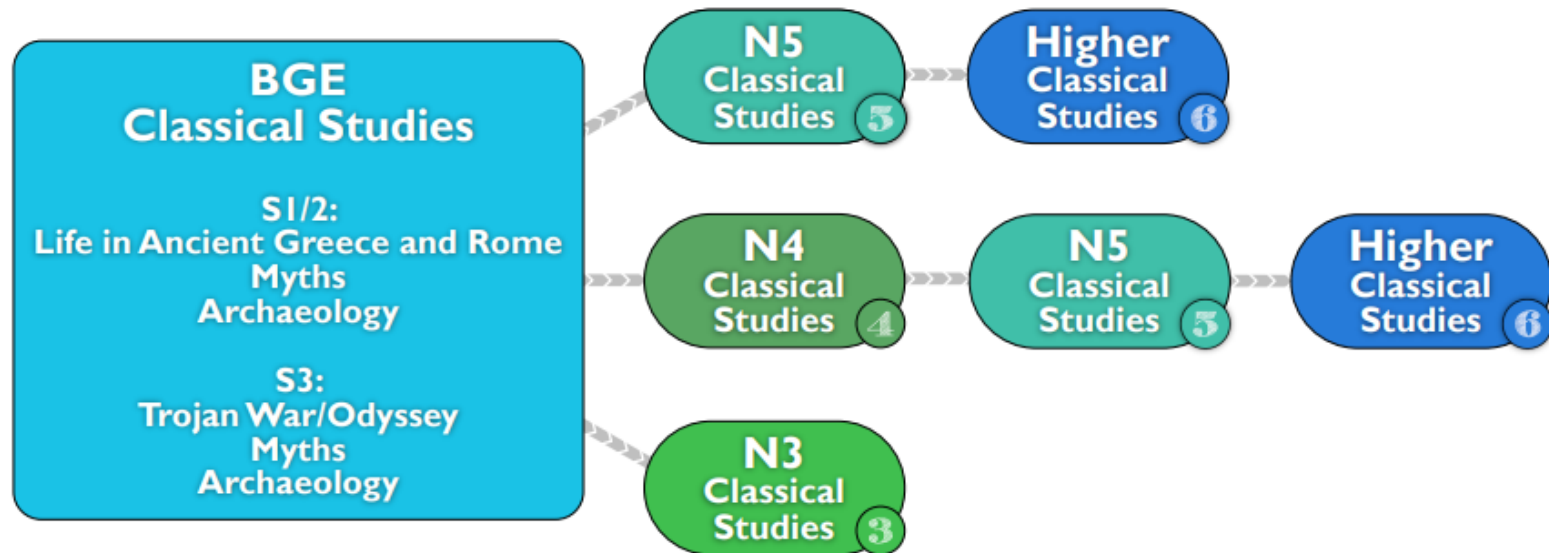 BGE
Classical Studies
S1/2:
Life in Ancient Greece and Rome
Myths
Archaeology
S3:
Trojan War/Odyssey
Myths
Archaeology
N5
Classical
Studies
5
Higher
Classical
Studies
6
N4
Classical
Studies
4
N5
Classical
Studies
5
Higher
Classical
Studies
6
N3
Classical
Studies
3